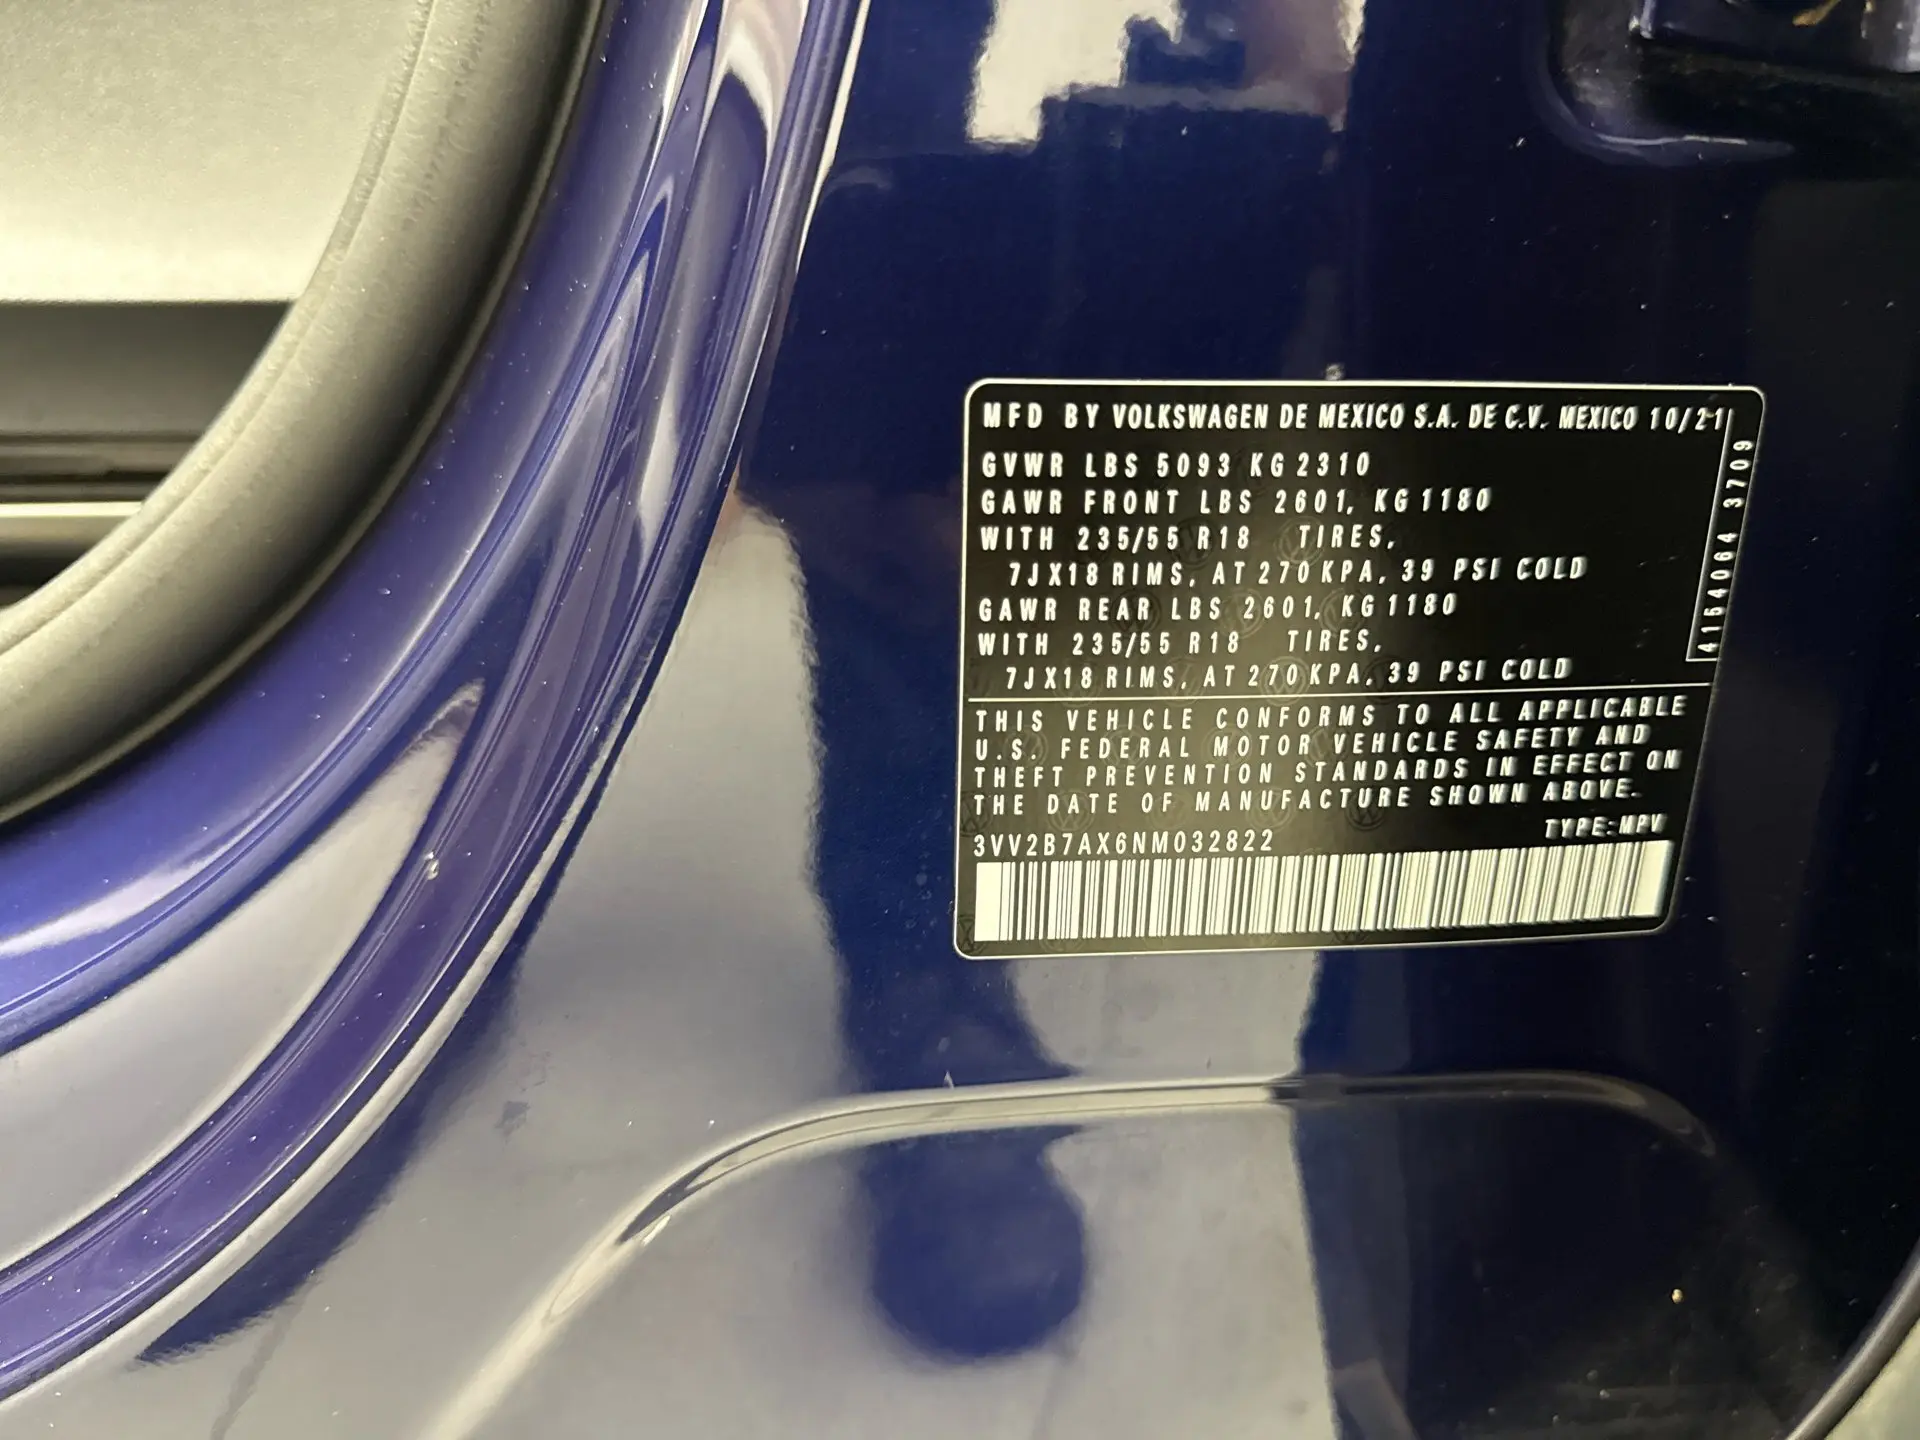 MFD BY VOLKSWAGEN DE MEXICO S.A. DE C.V. MEXICO 10/21
GVWR LBS 5093 KG 2310
GAWR FRONT LBS 2601, KG 1180
WITH 235/55 R18 TIRES,
7JX18 RIMS, AT 270 KPA, 39 PSI COLD
GAWR REAR LBS 2601, KG 1180
WITH 235/55 R18 TIRES,
7JX18 RIMS, AT 270 KPA, 39 PSI COLD
4154064 3709
THIS VEHICLE CONFORMS TO ALL APPLICABLE
U.S. FEDERAL MOTOR VEHICLE SAFETY AND
THEFT PREVENTION STANDARDS IN EFFECT ON
THE DATE OF MANUFACTURE SHOWN ABOVE.
TYPE:MPV
3VV2B7AX6NM032822